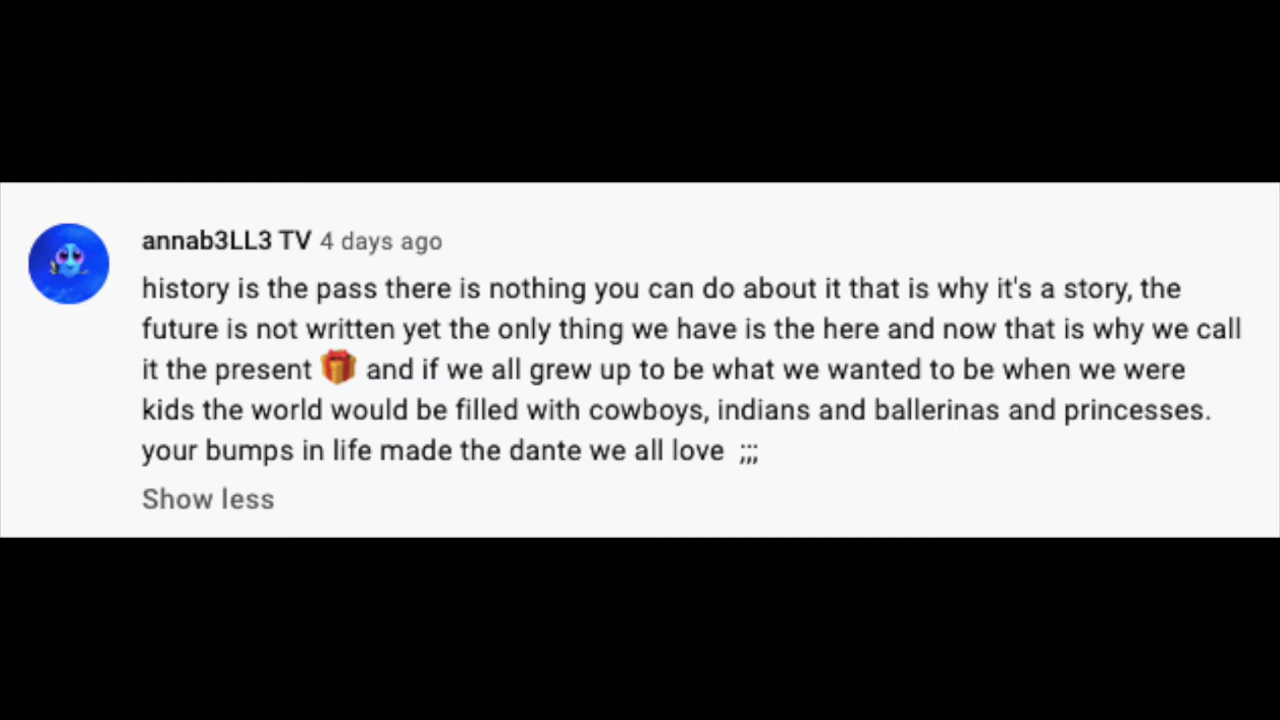 annab3LL3 TV 4 days ago
history is the pass there is nothing you can do about it that is why it's a story, the
future is not written yet the only thing we have is the here and now that is why we call
it the present 🎁 and if we all grew up to be what we wanted to be when we were
kids the world would be filled with cowboys, indians and ballerinas and princesses.
your bumps in life made the dante we all love ;;;
Show less